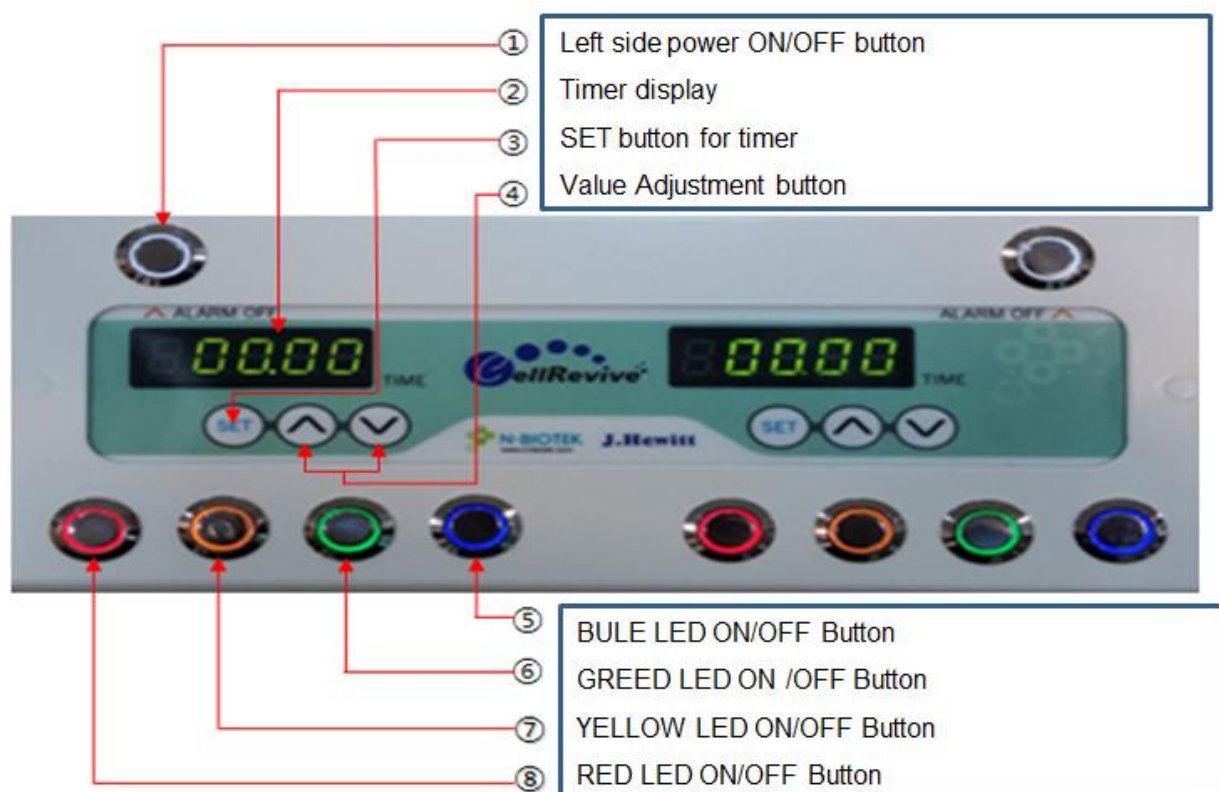 ① Left side power ON/OFF button
② Timer display
③ SET button for timer
④ Value Adjustment button
ALARM OFF
ALARM OFF
00.00
TIME
CellRevive
00.00
TIME
SET
N-BIOTEK
J.Hewitt
SET
⑤ BULE LED ON/OFF Button
⑥ GREED LED ON /OFF Button
⑦ YELLOW LED ON/OFF Button
⑧ RED LED ON/OFF Button